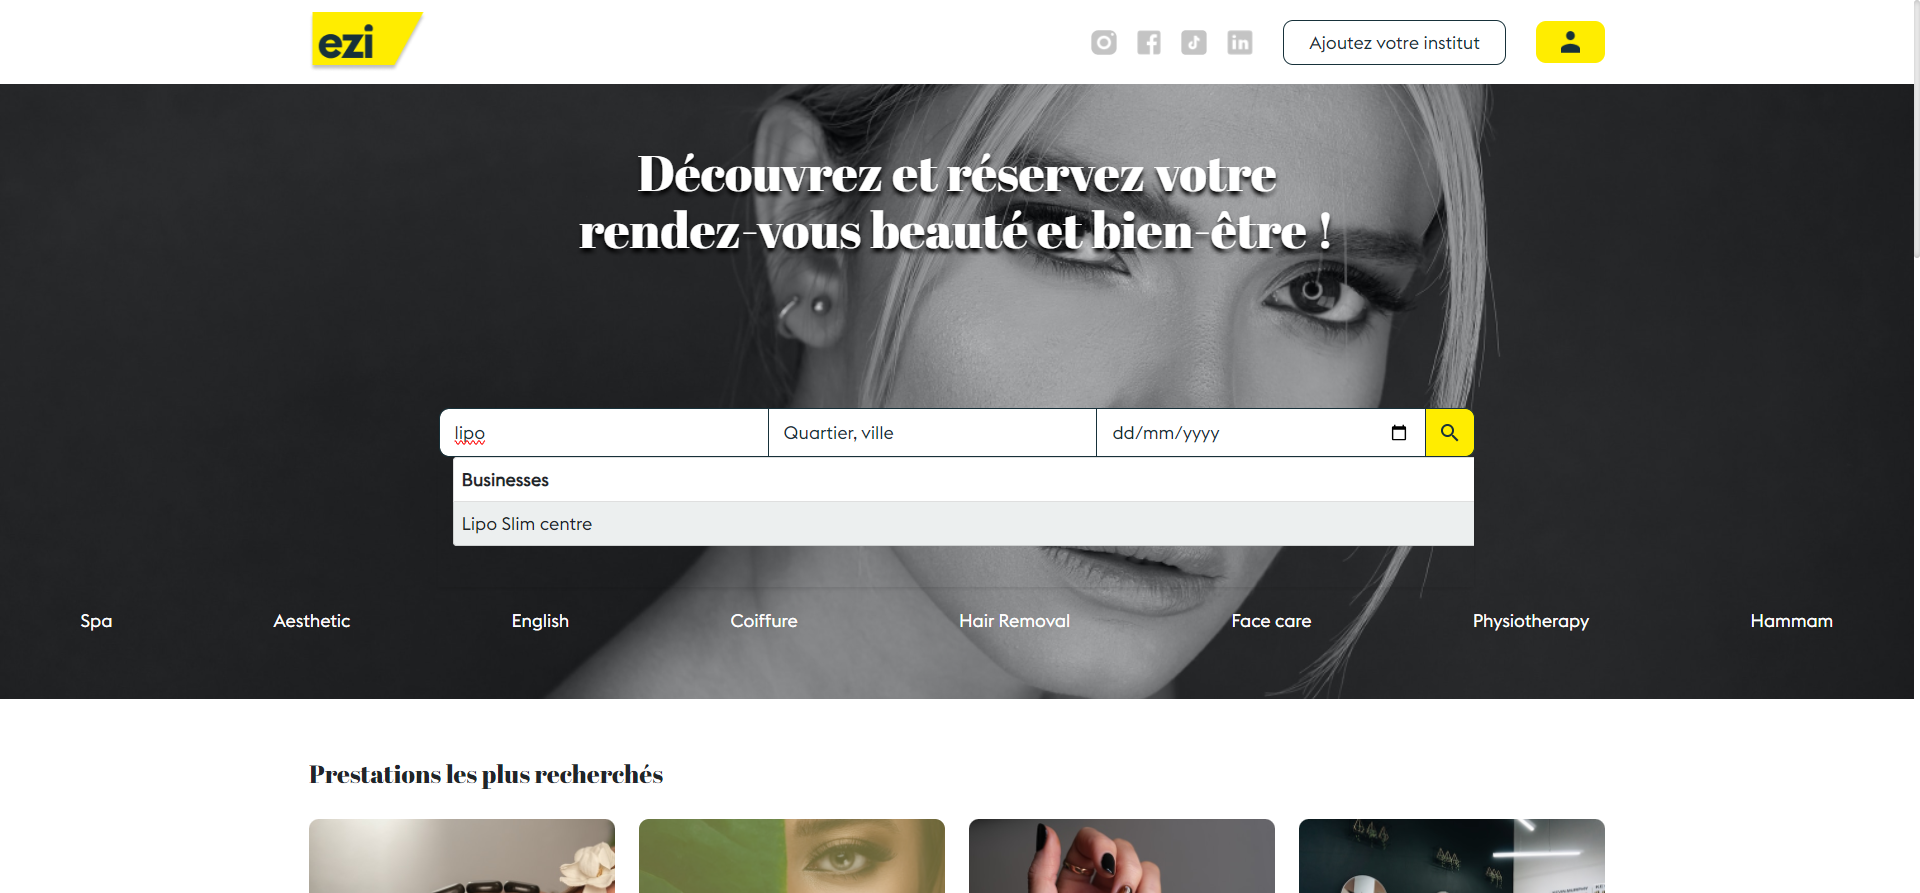 ezi
Ajoutez votre institut
Découvrez et réservez votre
rendez-vous beauté et bien-être !
lipo
Quartier, ville
dd/mm/yyyy
Businesses
Lipo Slim centre
Spa
Aesthetic
English
Coiffure
Hair Removal
Face care
Physiotherapy
Hammam
Prestations les plus recherchés